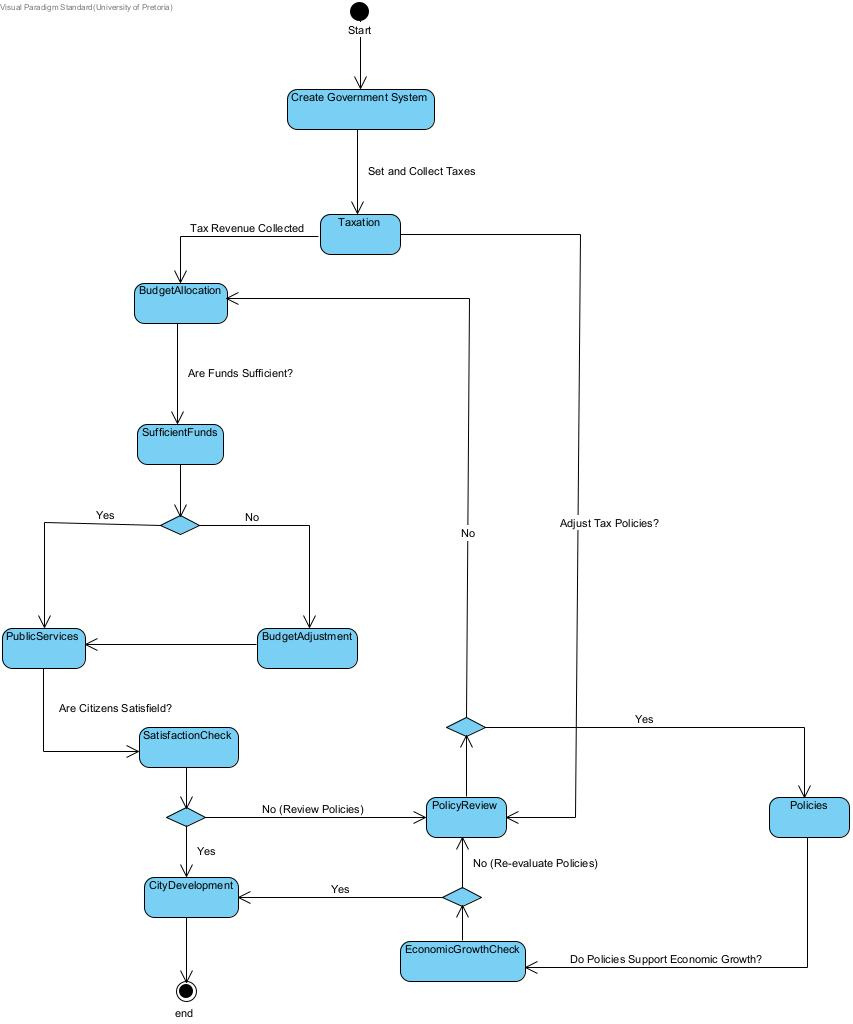 Visual Paradigm Standard(University of Pretoria)
Start
Create Government System
Set and Collect Taxes
Taxation
Tax Revenue Collected
BudgetAllocation
Are Funds Sufficient?
SufficientFunds
Yes
No
No
Adjust Tax Policies?
PublicServices
BudgetAdjustment
Are Citizens Satisfield?
SatisfactionCheck
Yes
No (Review Policies)
PolicyReview
Policies
Yes
No (Re-evaluate Policies)
CityDevelopment
Yes
EconomicGrowthCheck
Do Policies Support Economic Growth?
end